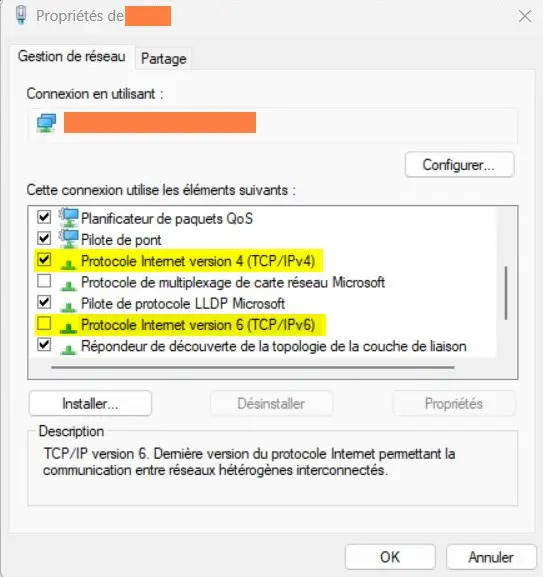 Propriétés de
Gestion de réseau
Partage
Connexion en utilisant :
Configurer...
Cette connexion utilise les éléments suivants :
Planificateur de paquets QoS
Pilote de pont
Protocole Internet version 4 (TCP/IPv4)
Protocole de multiplexage de carte réseau Microsoft
Pilote de protocole LLDP Microsoft
Protocole Internet version 6 (TCP/IPv6)
Répondeur de découverte de la topologie de la couche de liaison
Installer...
Désinstaller
Propriétés
Description
TCP/IP version 6. Dernière version du protocole Internet permettant la
communication entre réseaux hétérogènes interconnectés.
OK
Annuler